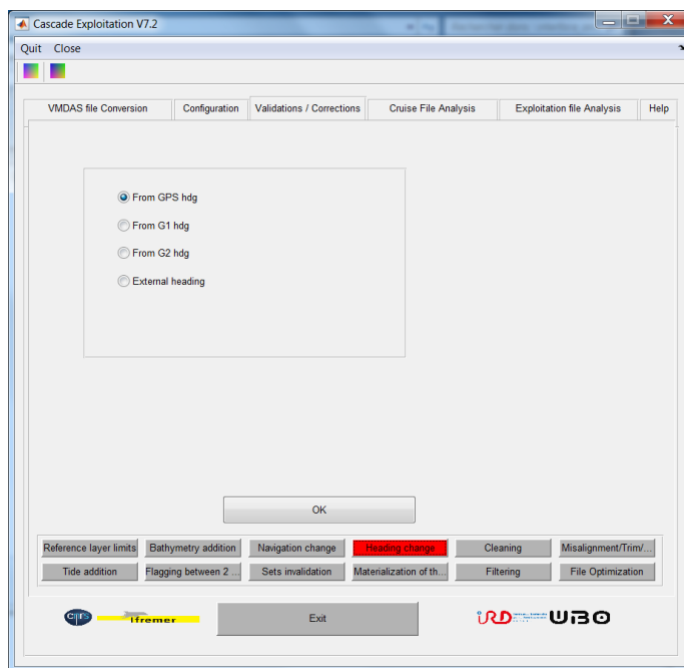 Cascade Exploitation V7.2
Quit Close
VMDAS file Conversion Configuration Validations / Corrections Cruise File Analysis Exploitation file Analysis Help
From GPS hdg
From G1 hdg
From G2 hdg
External heading
OK
Reference layer limits Bathymetry addition Navigation change Heading change Cleaning Misalignment/Trim/...
Tide addition Flagging between 2 ... Sets invalidation Materialization of th... Filtering File Optimization
cnrs Ifremer Exit IRD UBO